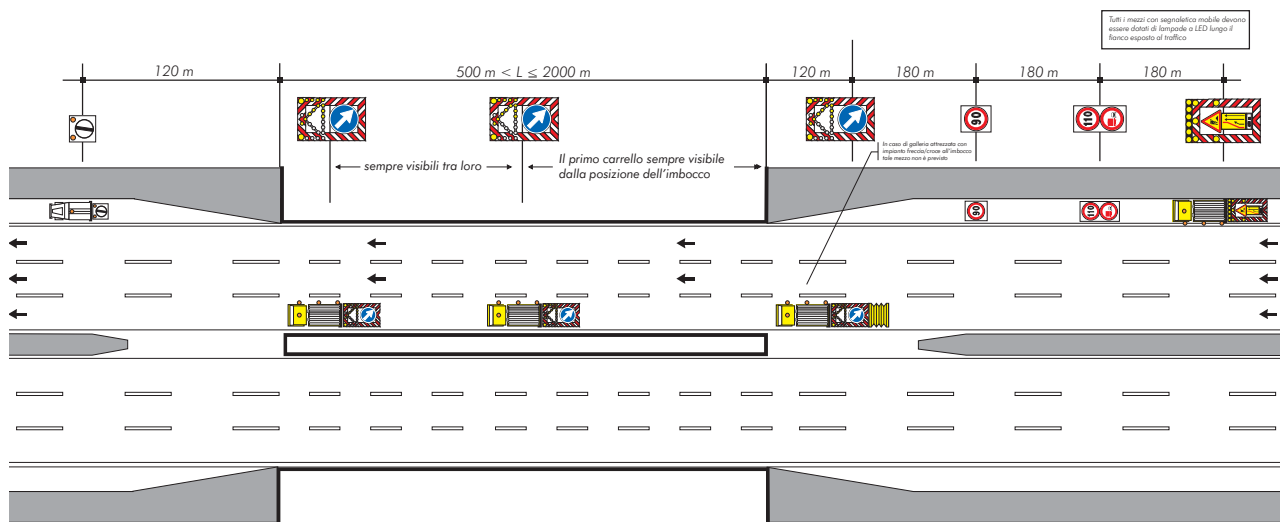 Tutti i mezzi con segnaletica mobile devono
essere dotati di lampade a LED lungo il
fianco esposto al traffico
120 m
500 m < L ≤ 2000 m
120 m
180 m
180 m
180 m
90
110
sempre visibili tra loro
Il primo carrello sempre visibile
dalla posizione dell'imbocco
In caso di galleria attrezzata con
impianto freccia/croce all'imbocco
tale mezzo non è previsto
90
110